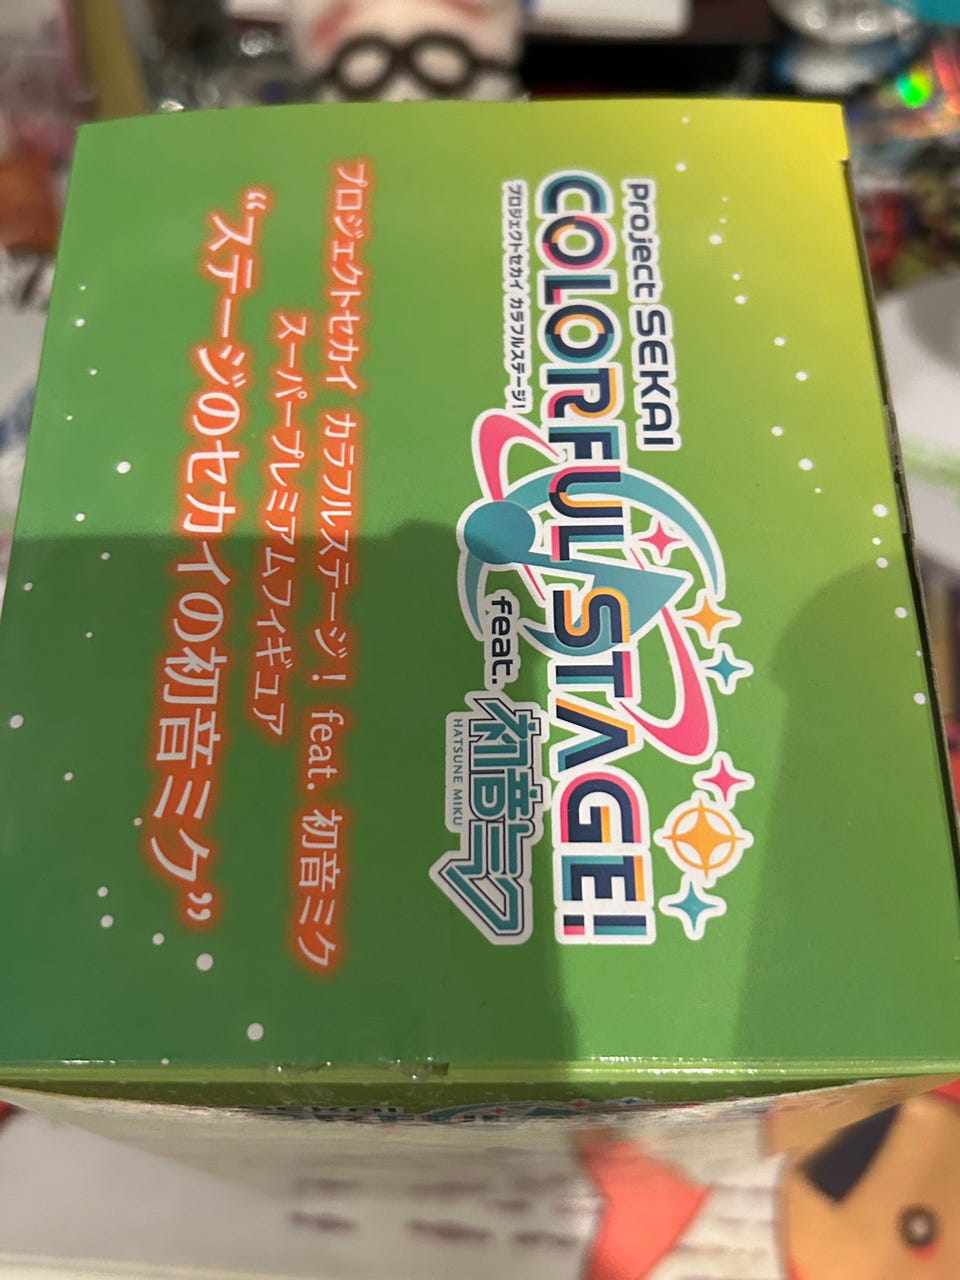 Project SEKAI
COLORFUL STAGE!
プロジェクトセカイ カラフルステージ!
feat. 初音ミク
HATSUNE MIKU
プロジェクトセカイ カラフルステージ! feat. 初音ミク
スーパープレミアムフィギュア
“ステージのセカイの初音ミク”